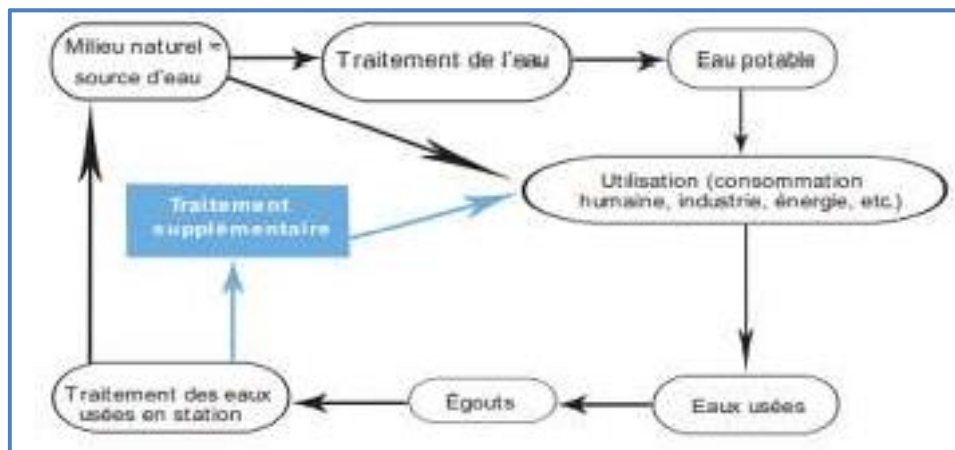 Milieu naturel =
source d'eau
Traitement de l'eau
Eau potable
Utilisation (consommation
humaine, industrie, énergie, etc.)
Traitement
supplémentaire
Traitement des eaux
usées en station
Égouts
Eaux usées